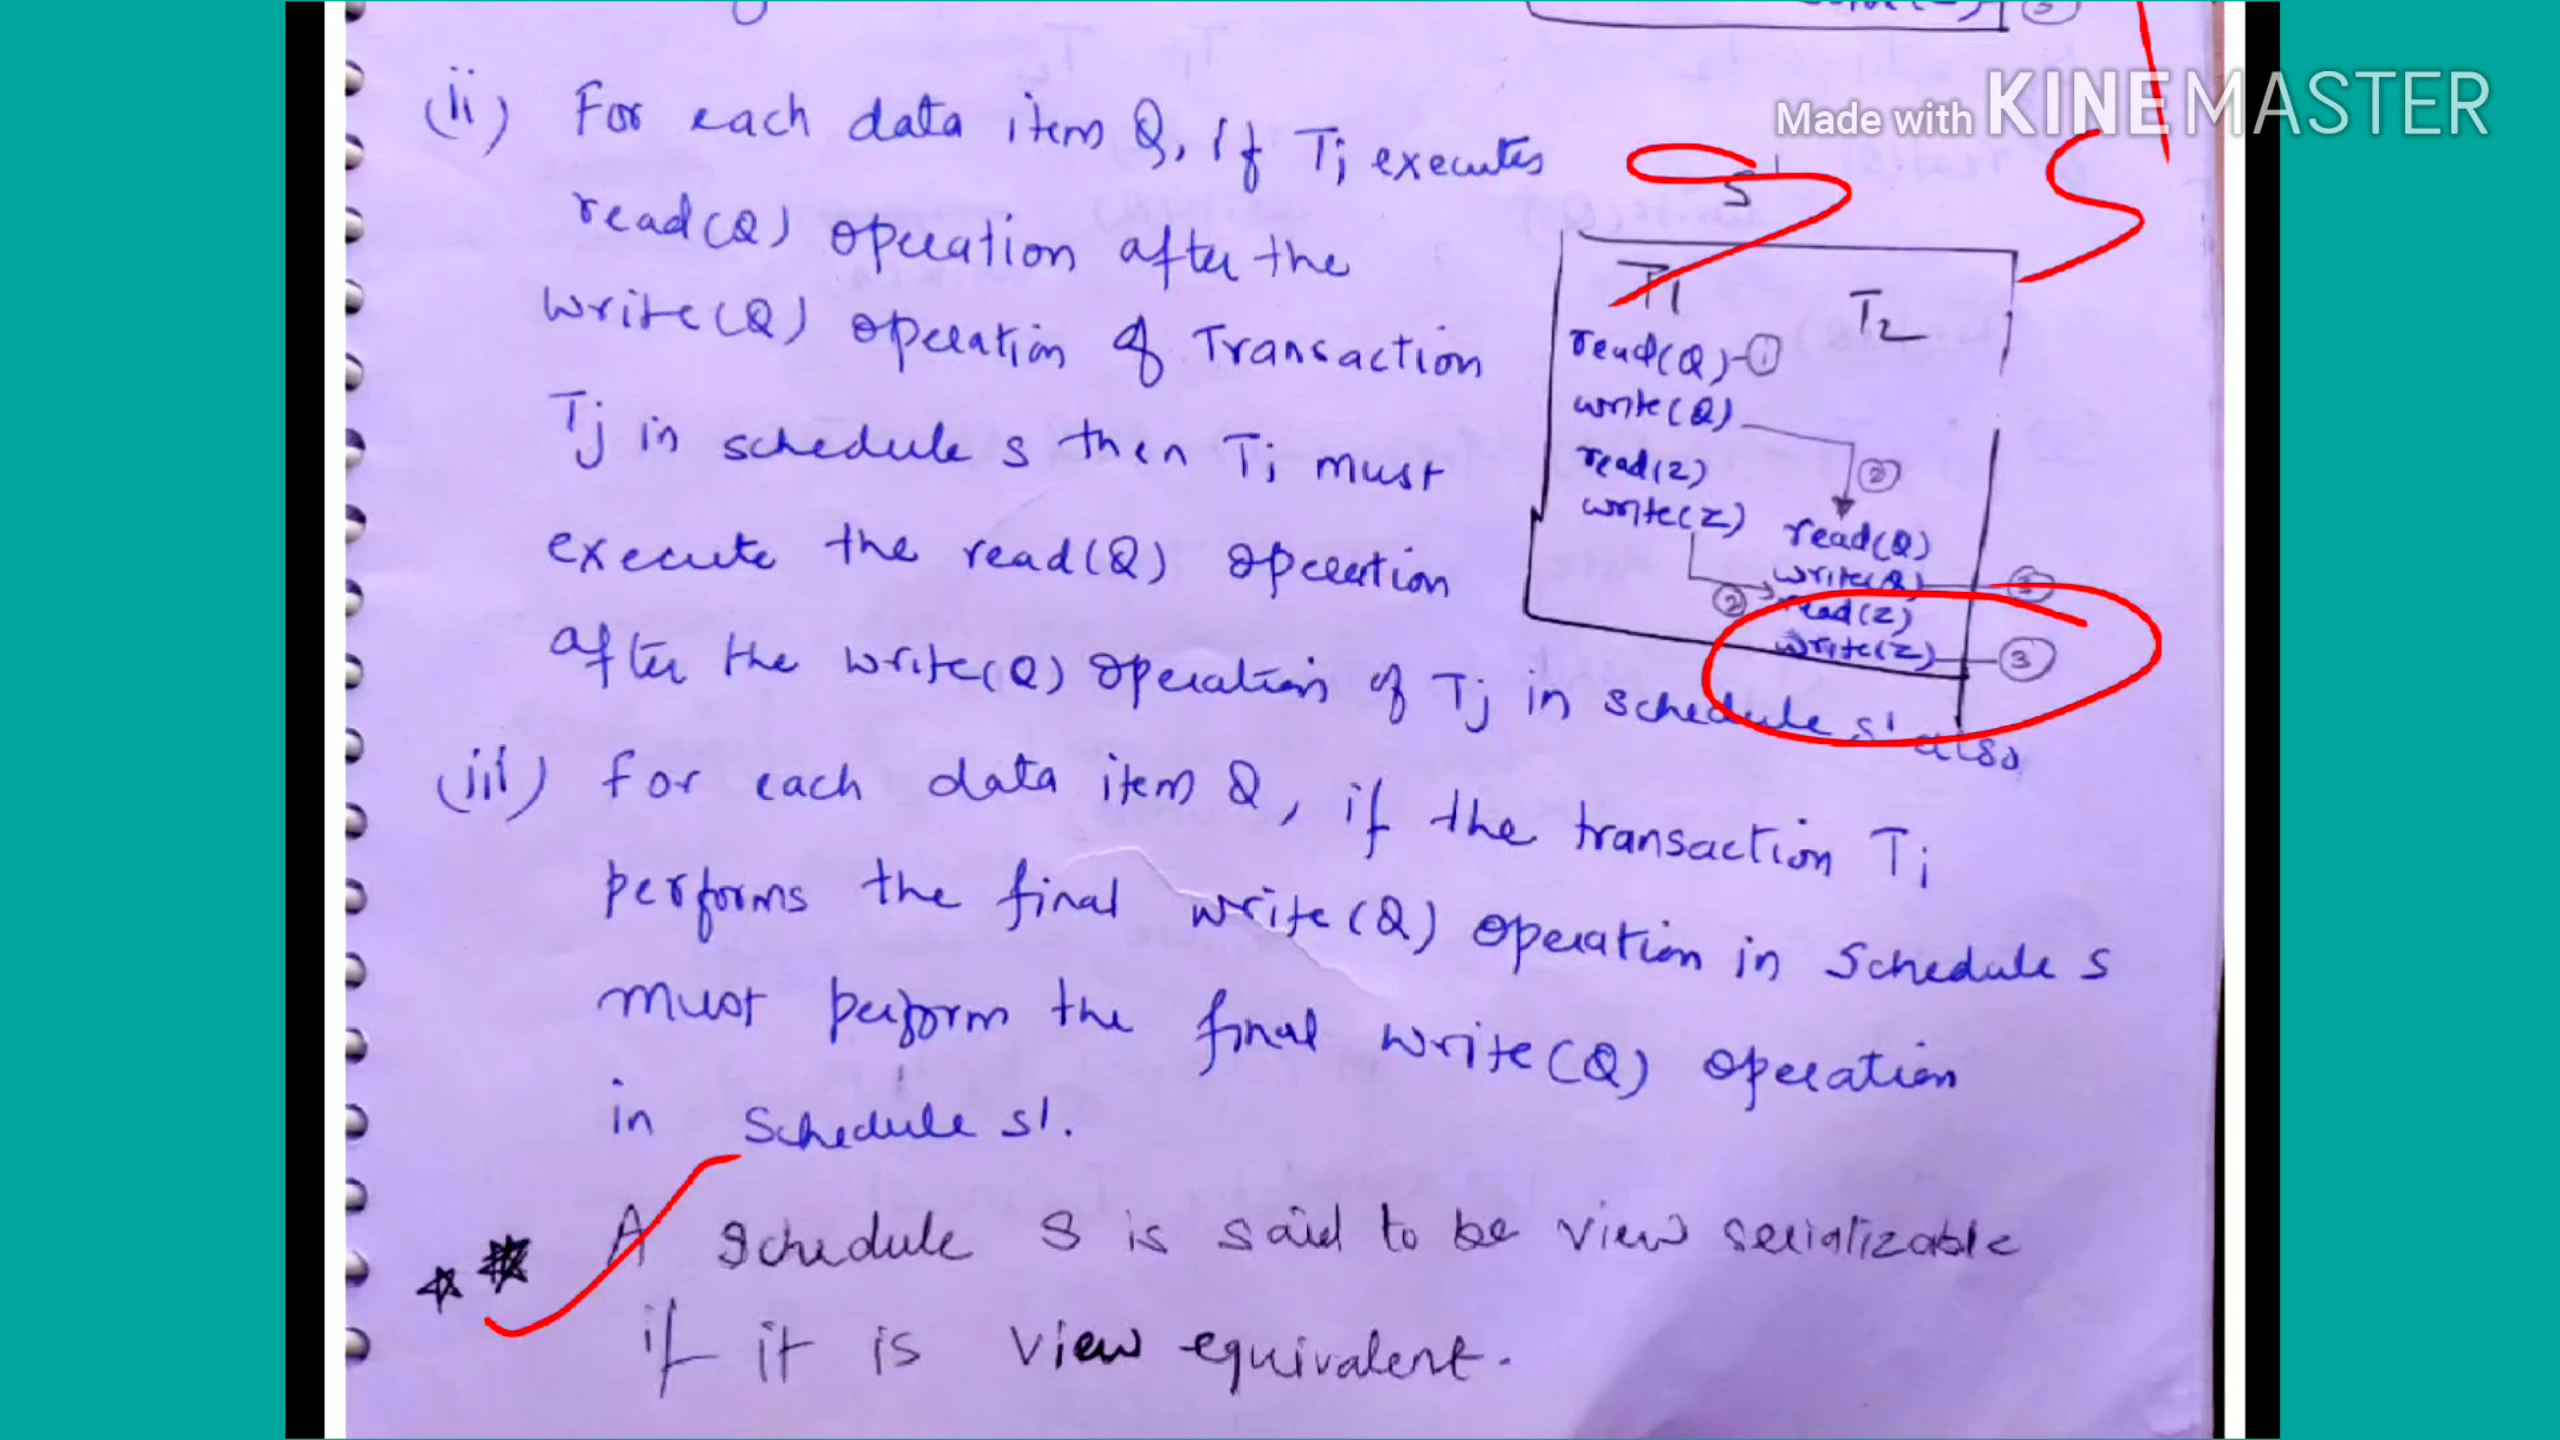 Made with KINEMASTER
(ii) For each data item Q, if Ti executes
read(Q) operation after the
write(Q) operation of Transaction
Tj in schedule s then Ti must
execute the read(Q) operation
after the write(Q) operation of Tj in schedule s' also
s'
T1 T2
read(Q) - 1
write(Q)
2
read(z)
write(z)
read(Q)
write(Q)
2 read(z)
write(z) 3
(iii) for each data item Q, if the transaction Ti
performs the final write(Q) operation in Schedule s
must perform the final write(Q) operation
in Schedule s1.
A schedule S is said to be view serializable
if it is view equivalent.